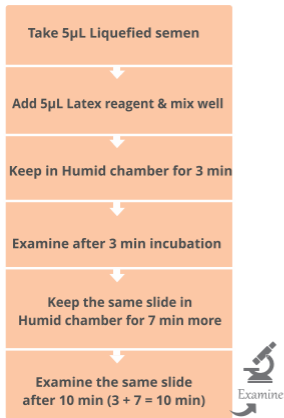 Take 5µL Liquefied semen
Add 5µL Latex reagent & mix well
Keep in Humid chamber for 3 min
Examine after 3 min incubation
Keep the same slide in
Humid chamber for 7 min more
Examine the same slide
after 10 min (3 + 7 = 10 min)
Examine